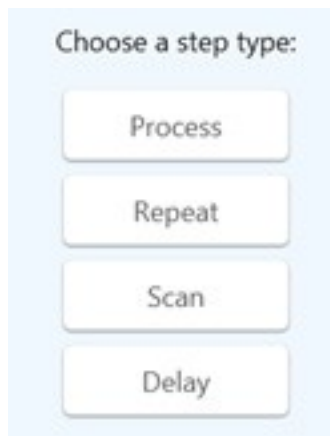 Choose a step type:
Process
Repeat
Scan
Delay